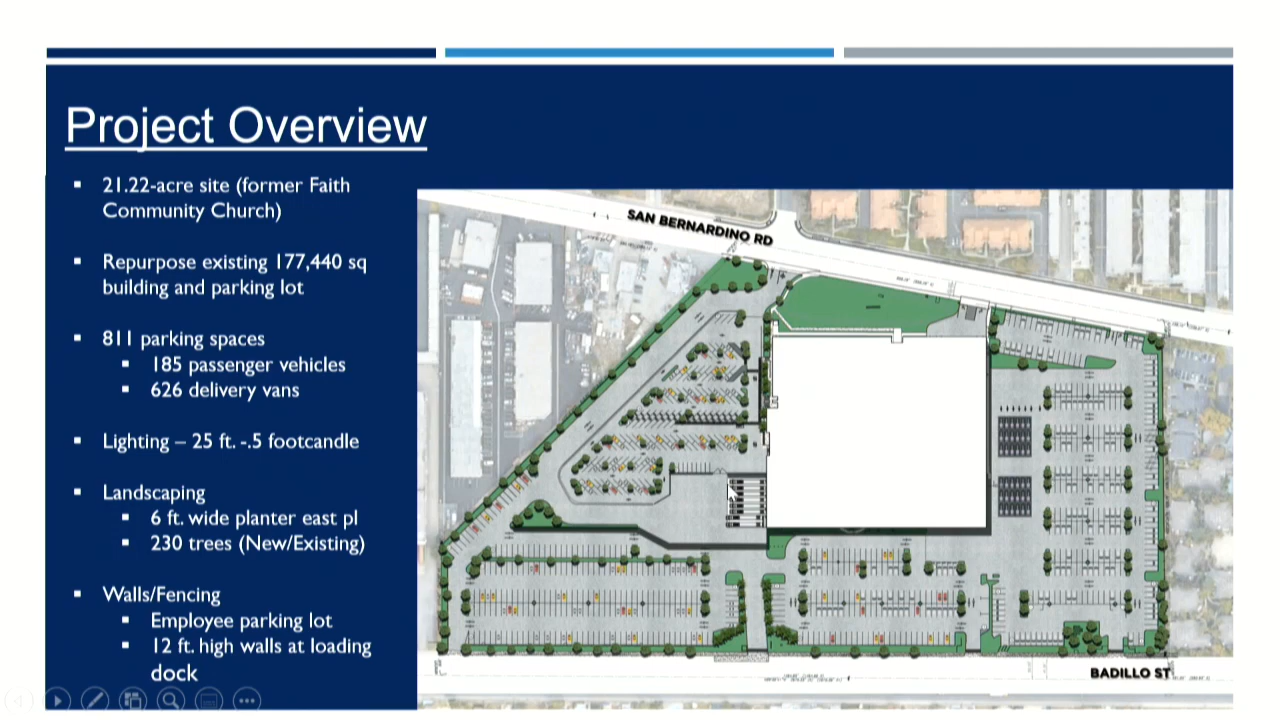 Project Overview
21.22-acre site (former Faith
Community Church)
Repurpose existing 177,440 sq
building and parking lot
811 parking spaces
185 passenger vehicles
626 delivery vans
Lighting – 25 ft. -.5 footcandle
Landscaping
6 ft. wide planter east pl
230 trees (New/Existing)
Walls/Fencing
Employee parking lot
12 ft. high walls at loading
dock
SAN BERNARDINO RD
BADILLO ST